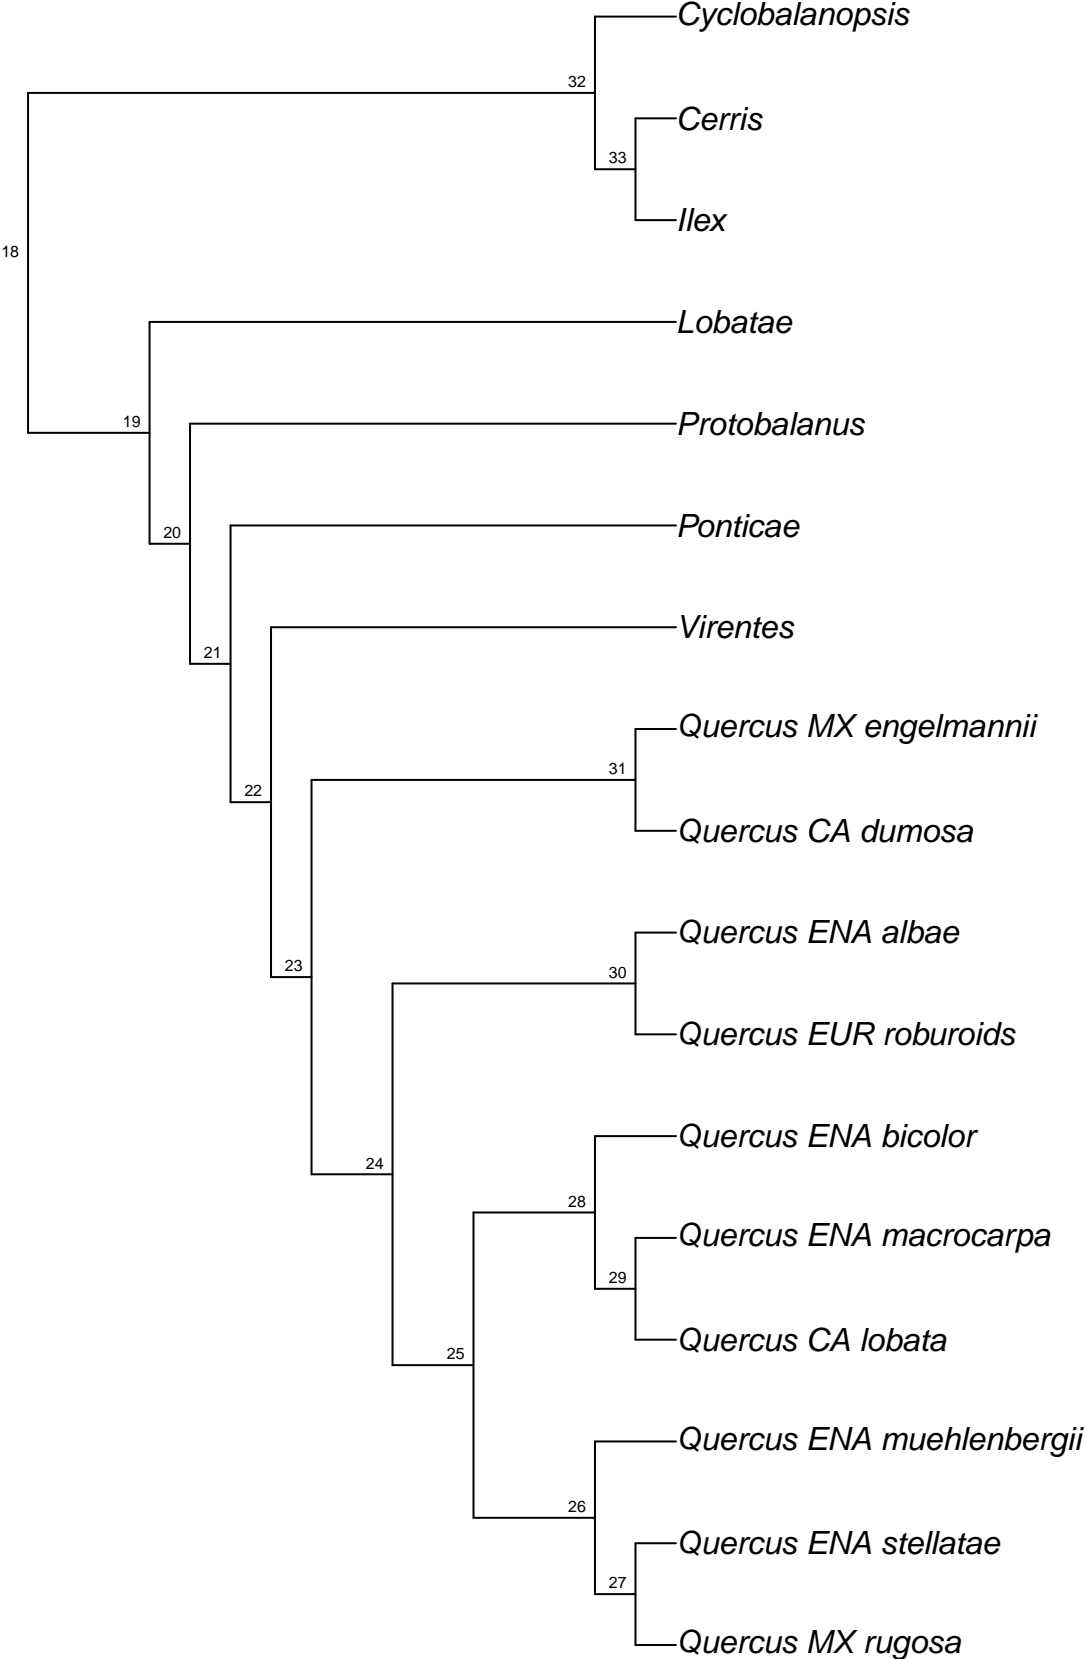 Cyclobalanopsis
32
Cerris
33
Ilex
18
Lobatae
19
Protobalanus
20
Ponticae
21
Virentes
22
Quercus MX engelmannii
31
Quercus CA dumosa
23
Quercus ENA albae
30
Quercus EUR roburoids
24
Quercus ENA bicolor
28
Quercus ENA macrocarpa
29
Quercus CA lobata
25
Quercus ENA muehlenbergii
26
Quercus ENA stellatae
27
Quercus MX rugosa